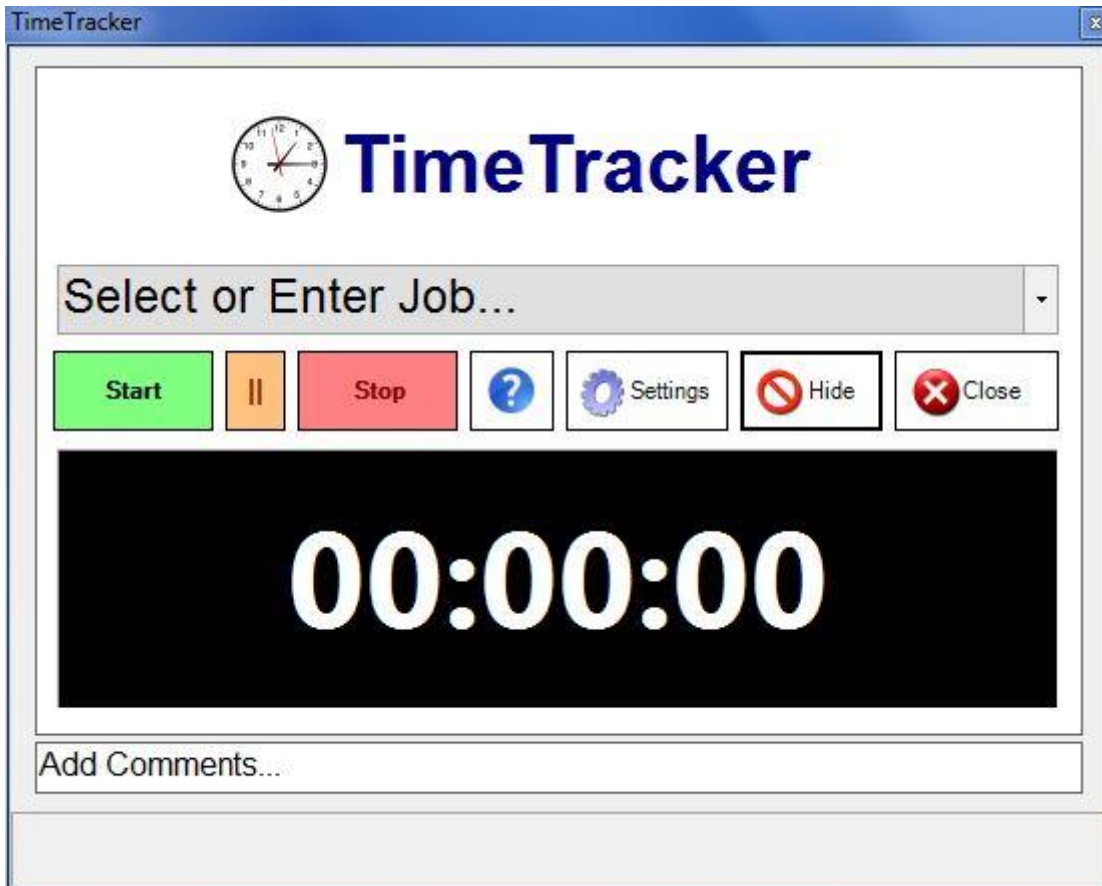 TimeTracker
TimeTracker
Select or Enter Job...
Start || Stop ? Settings Hide Close
00:00:00
Add Comments...